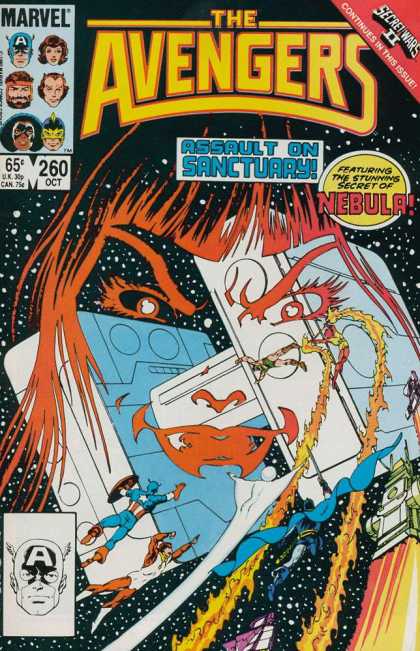 MARVEL®
65¢
U.K. 30p
CAN. 75¢
260
OCT
TM
THE
AVENGERS
CONTINUES IN THIS ISSUE!
SECRET WARS
II
ASSAULT ON
SANCTUARY!
FEATURING
THE STUNNING
SECRET OF
NEBULA!
A